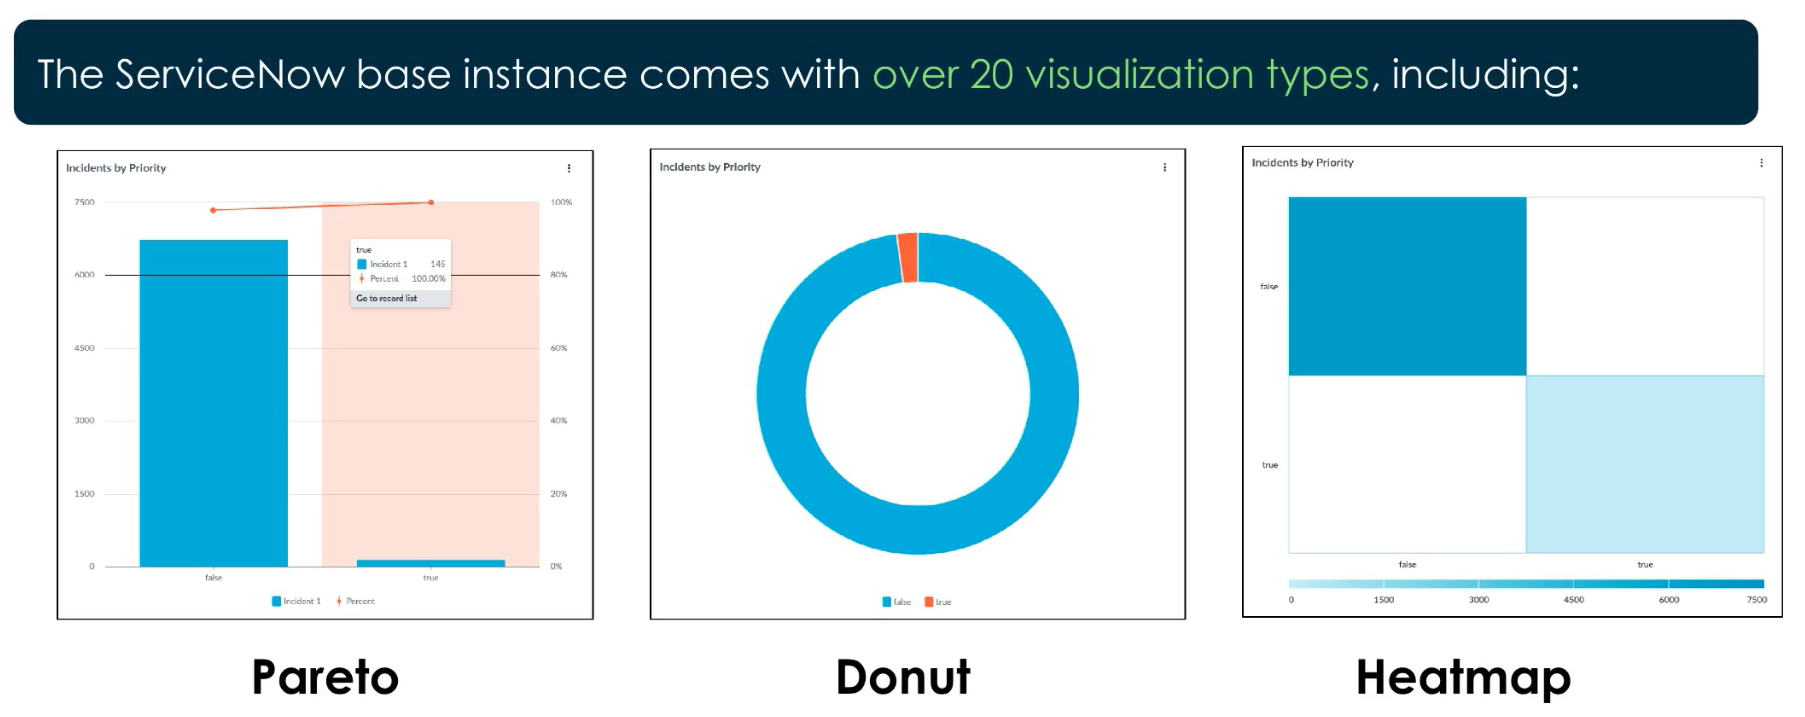 The ServiceNow base instance comes with over 20 visualization types, including:
Incidents by Priority
7500
6000
4500
3000
1500
0
100%
80%
60%
40%
20%
0%
true
Incident 1 145
Percent 100.00%
Go to record list
false true
Incident 1 Percent
Pareto
Incidents by Priority
false true
Donut
Incidents by Priority
false
true
false true
0 1500 3000 4500 6000 7500
Heatmap